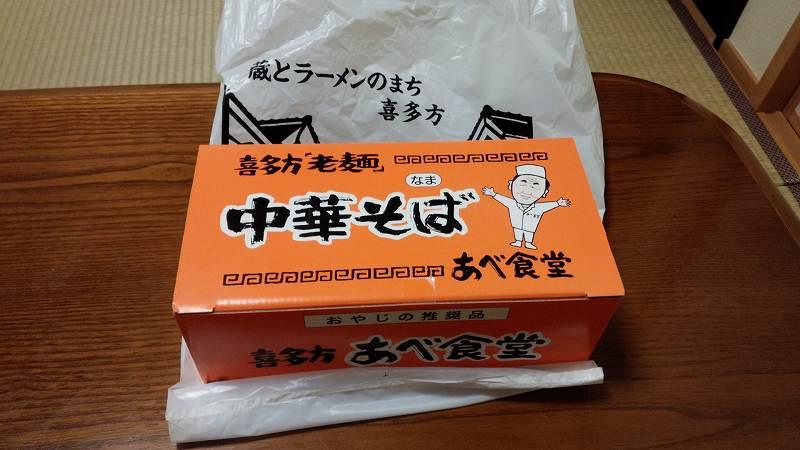 蔵とラーメンのまち
喜多方
喜多方「老麺」
なま
中華そば
あべ食堂
おやじの推奨品
喜多方 あべ食堂